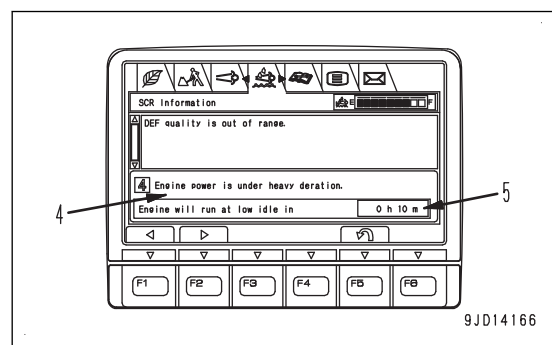 SCR Information
E F
DEF quality is out of range.
4 Engine power is under heavy deration.
Engine will run at low idle in 0 h 10 m
4
5
F1 F2 F3 F4 F5 F6
9JD14166